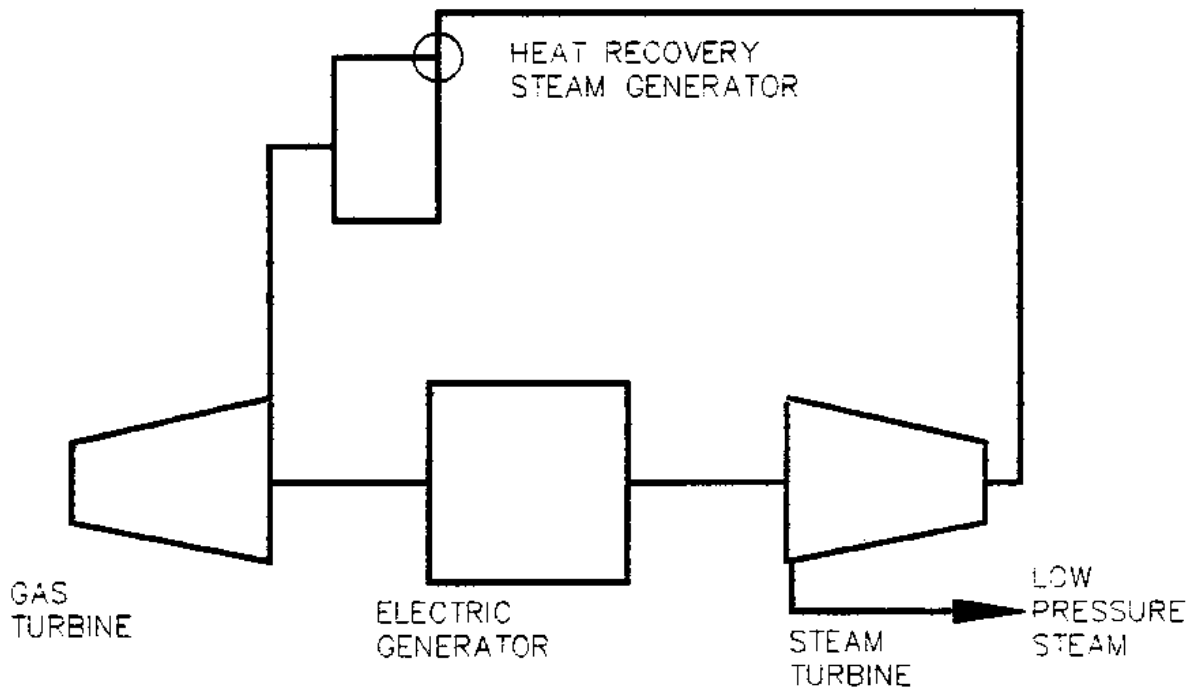 HEAT RECOVERY
STEAM GENERATOR
GAS
TURBINE
ELECTRIC
GENERATOR
STEAM
TURBINE
LOW
PRESSURE
STEAM